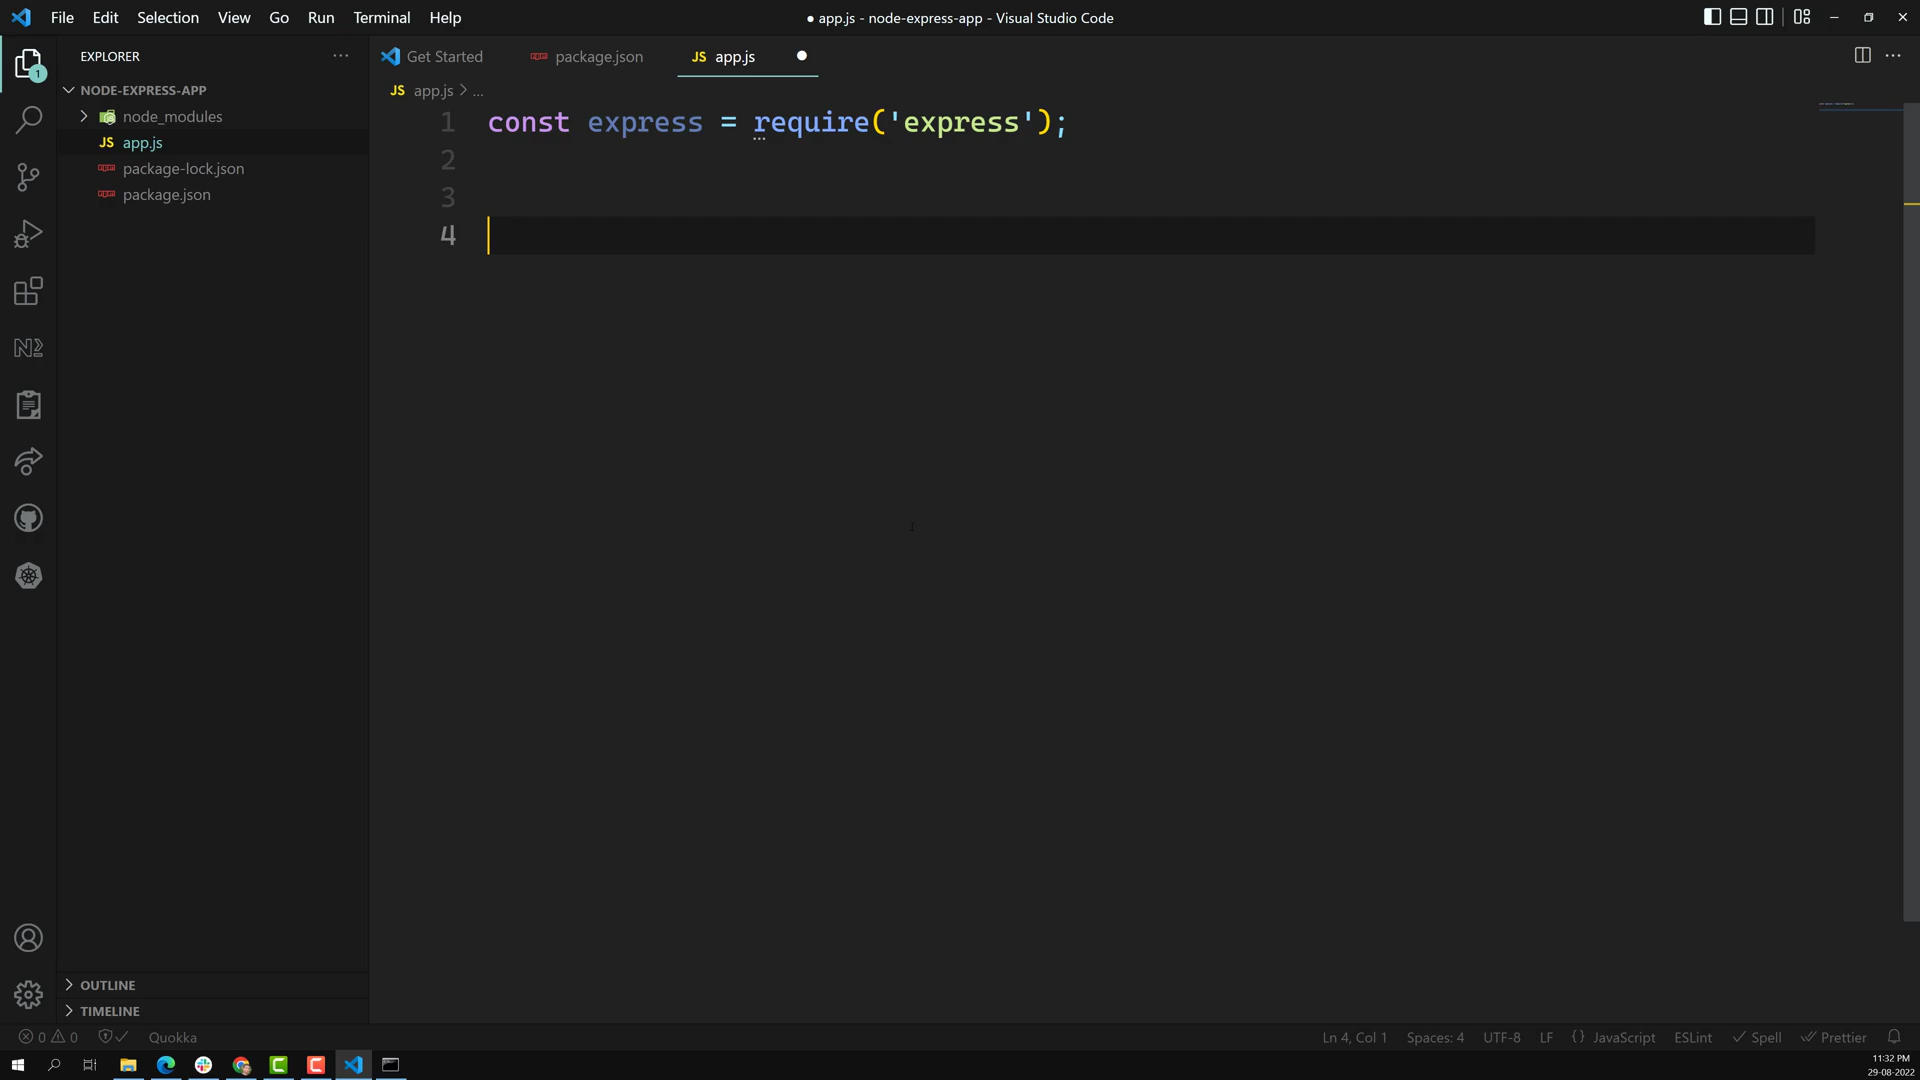 File Edit Selection View Go Run Terminal Help
● app.js - node-express-app - Visual Studio Code
EXPLORER
1
NODE-EXPRESS-APP
node_modules
JS app.js
package-lock.json
package.json
Get Started
package.json
JS app.js
JS app.js > ...
1 const express = require('express');
2
3
4
OUTLINE
TIMELINE
0 0
Quokka
Ln 4, Col 1
Spaces: 4
UTF-8
LF
{} JavaScript
ESLint
Spell
Prettier
11:32 PM
29-08-2022